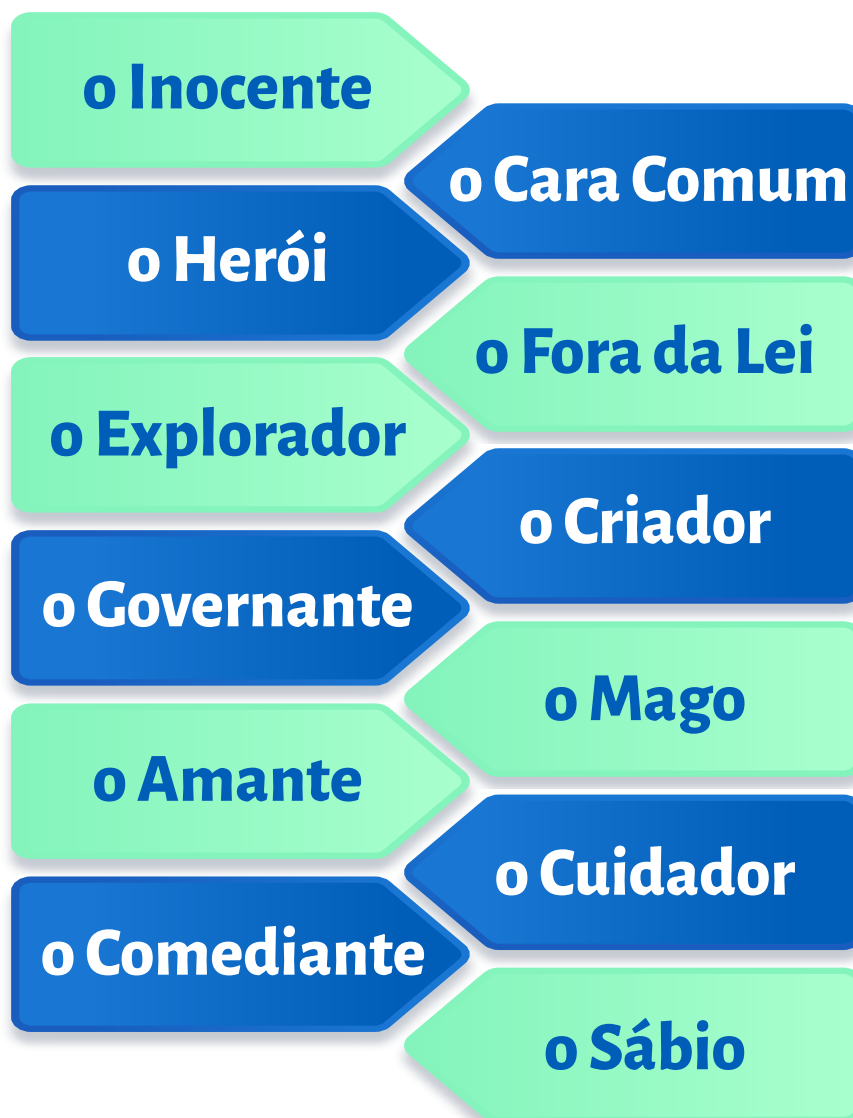 o Inocente
o Cara Comum
o Herói
o Fora da Lei
o Explorador
o Criador
o Governante
o Mago
o Amante
o Cuidador
o Comediante
o Sábio